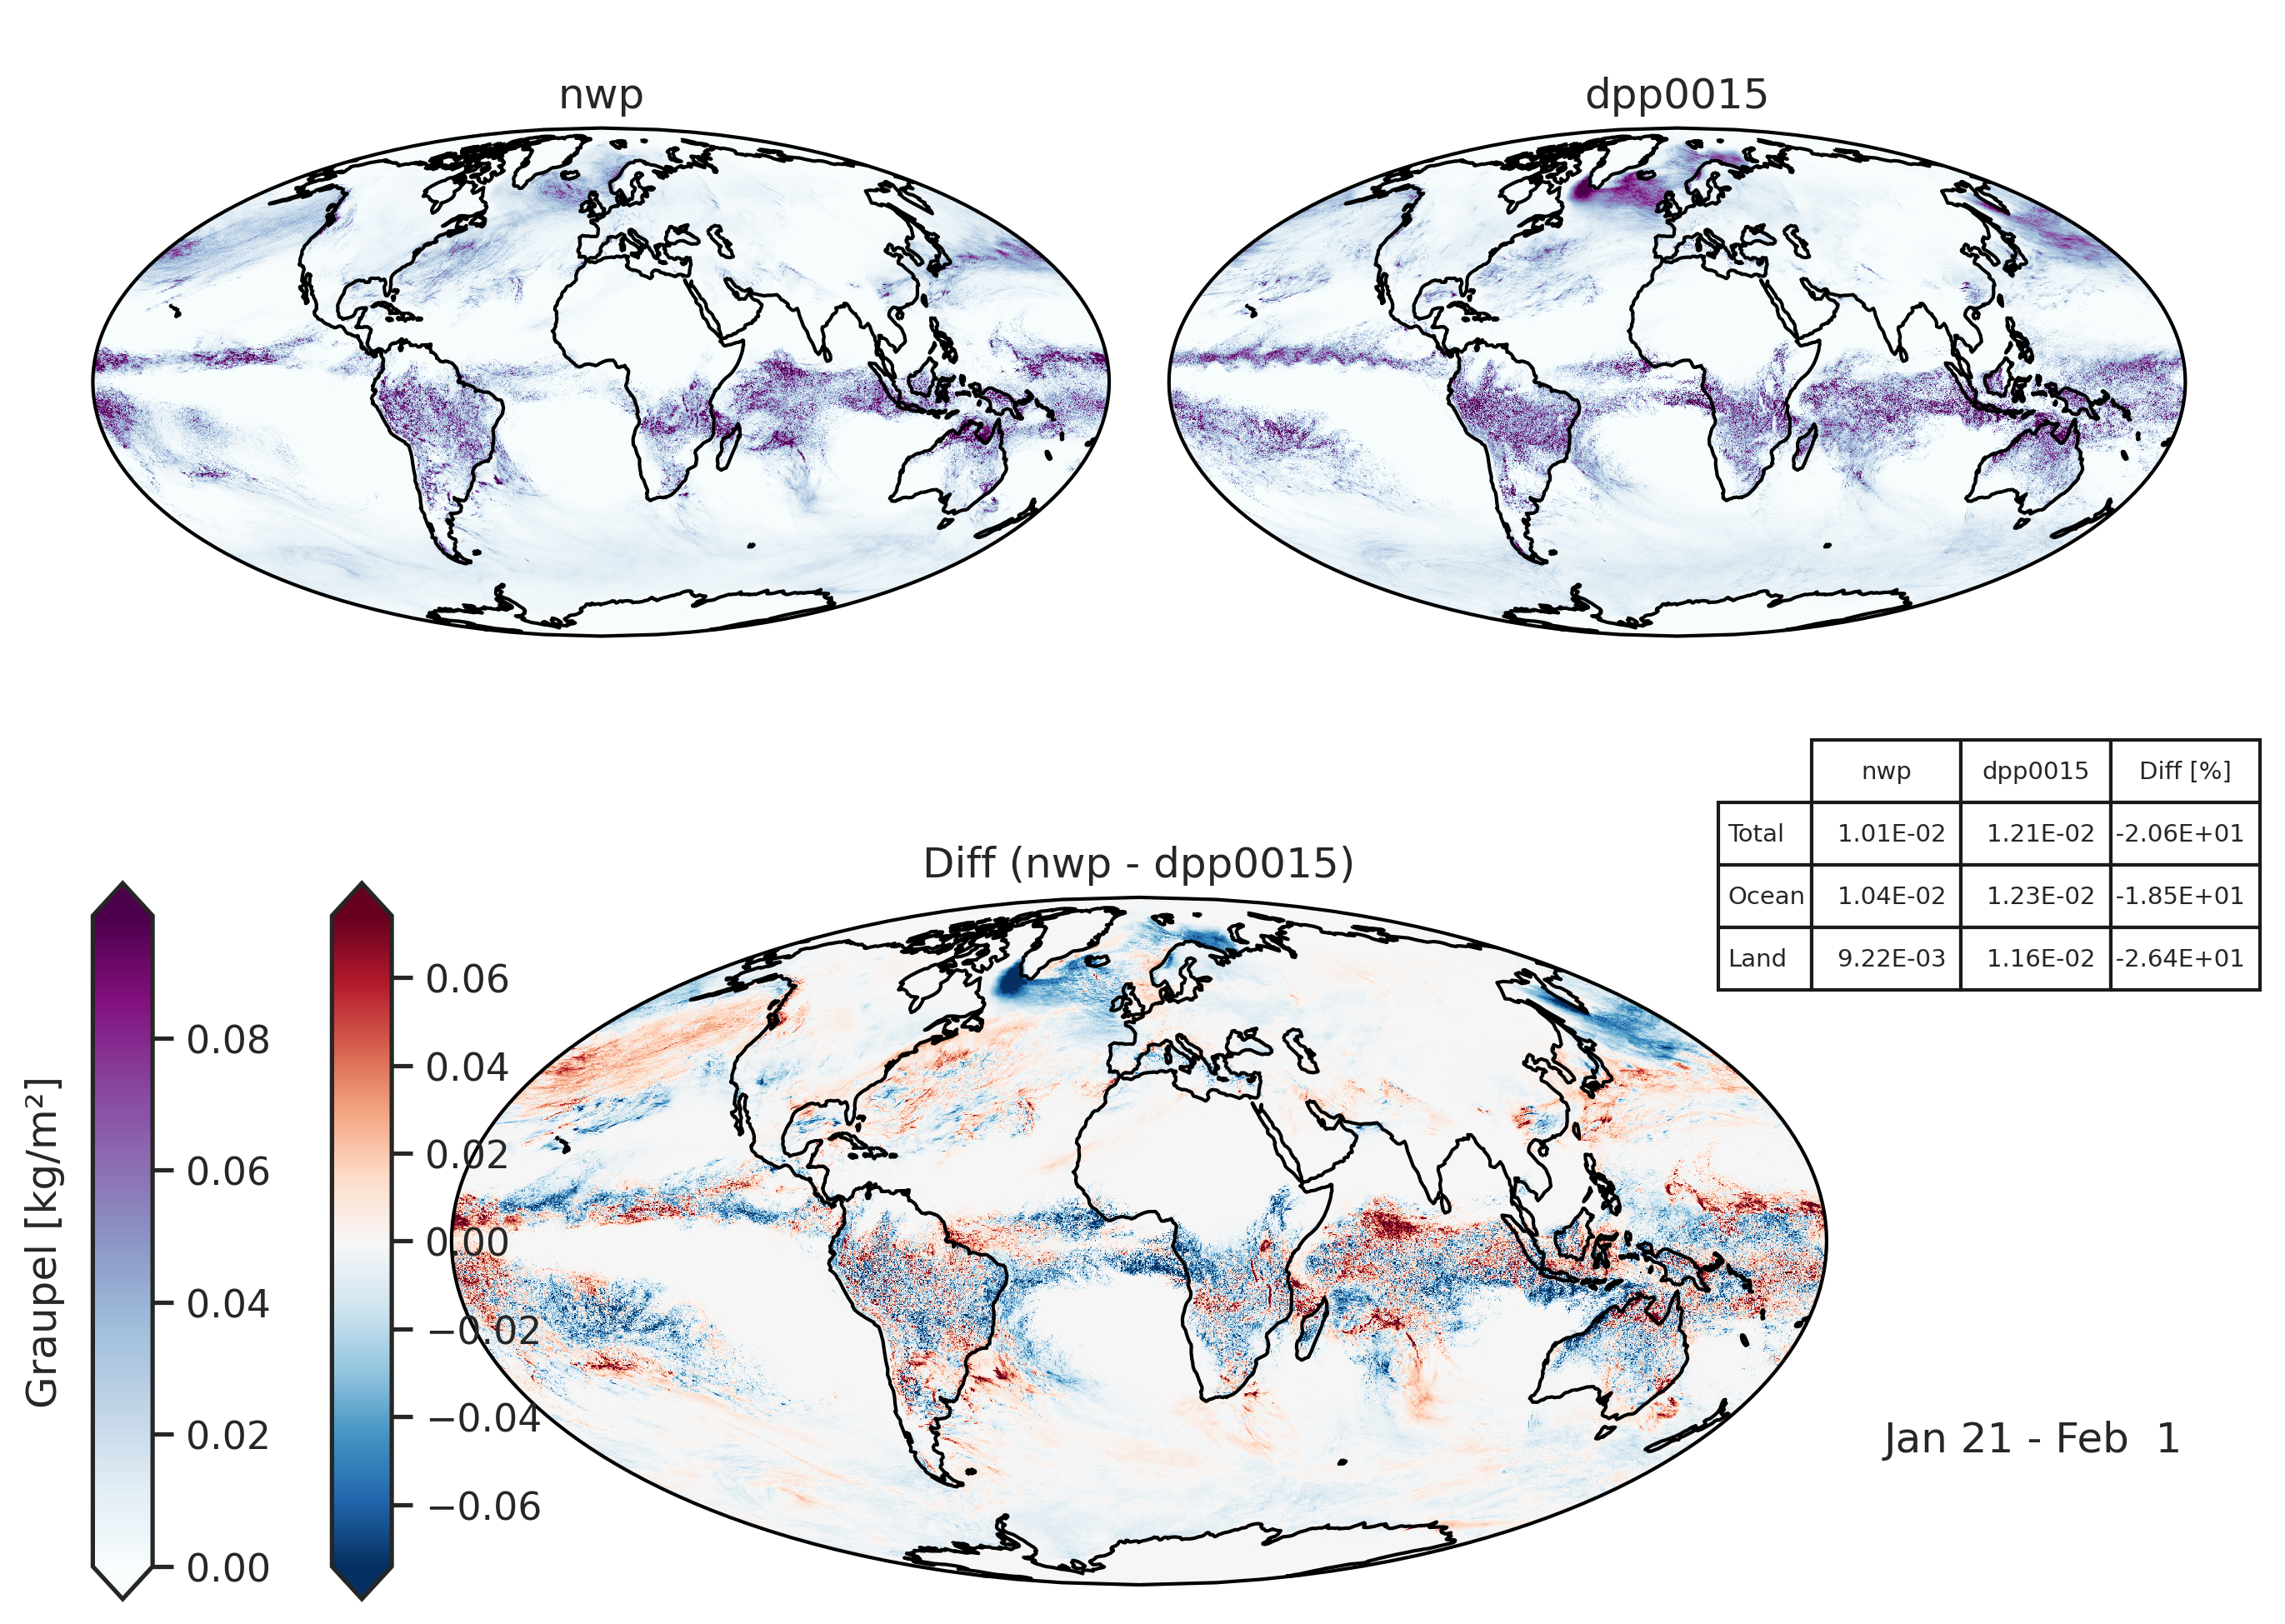 nwp
dpp0015
nwp dpp0015 Diff [%]
Total 1.01E-02 1.21E-02 -2.06E+01
Ocean 1.04E-02 1.23E-02 -1.85E+01
Land 9.22E-03 1.16E-02 -2.64E+01
Diff (nwp - dpp0015)
Graupel [kg/m²]
0.08
0.06
0.04
0.02
0.00
0.06
0.04
0.02
0.00
−0.02
−0.04
−0.06
Jan 21 - Feb  1